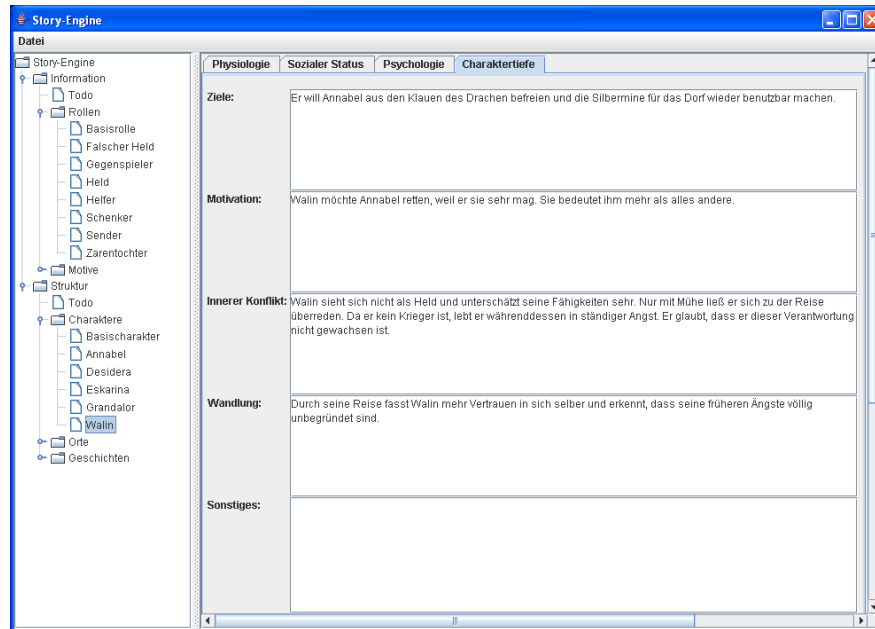 Story-Engine
Datei
Story-Engine
Information
Todo
Rollen
Basisrolle
Falscher Held
Gegenspieler
Held
Helfer
Schenker
Sender
Zarentochter
Motive
Struktur
Todo
Charaktere
Basischarakter
Annabel
Desidera
Eskarina
Grandalor
Walin
Orte
Geschichten
Physiologie
Sozialer Status
Psychologie
Charaktertiefe
Ziele:
Er will Annabel aus den Klauen des Drachen befreien und die Silbermine für das Dorf wieder benutzbar machen.
Motivation:
Walin möchte Annabel retten, weil er sie sehr mag. Sie bedeutet ihm mehr als alles andere.
Innerer Konflikt:
Walin sieht sich nicht als Held und unterschätzt seine Fähigkeiten sehr. Nur mit Mühe ließ er sich zu der Reise
überreden. Da er kein Krieger ist, lebt er währenddessen in ständiger Angst. Er glaubt, dass er dieser Verantwortung
nicht gewachsen ist.
Wandlung:
Durch seine Reise fasst Walin mehr Vertrauen in sich selber und erkennt, dass seine früheren Ängste völlig
unbegründet sind.
Sonstiges: